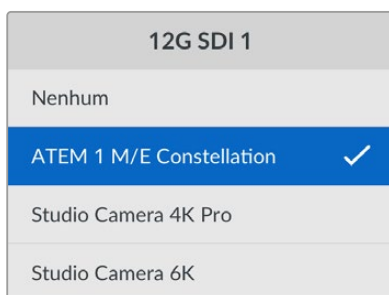 12G SDI 1
Nenhum
ATEM 1 M/E Constellation
Studio Camera 4K Pro
Studio Camera 6K